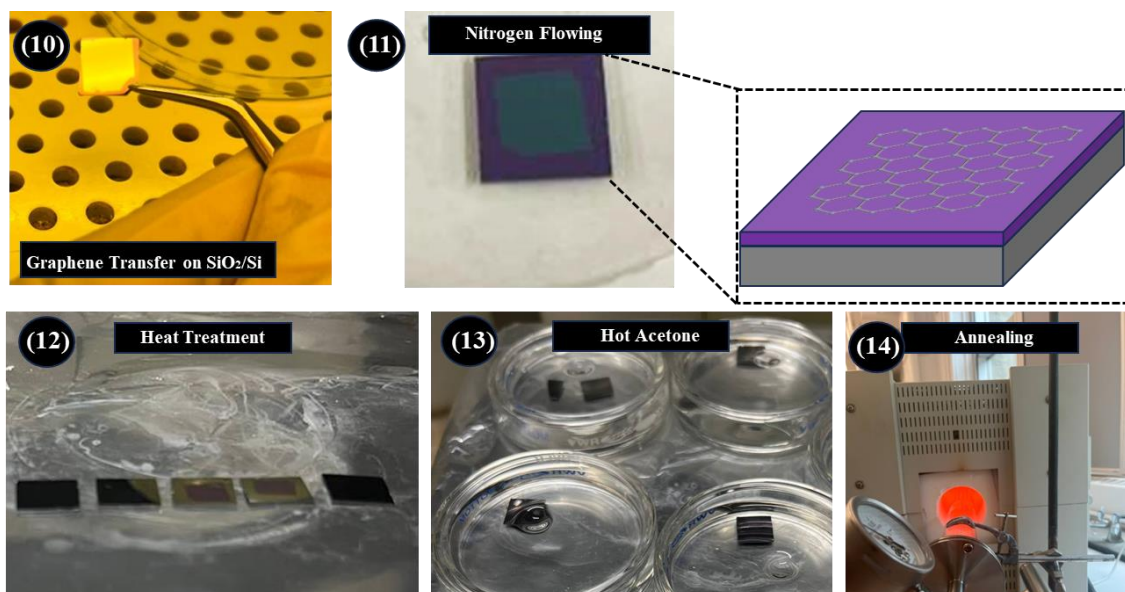 (10)
Graphene Transfer on SiO₂/Si
(11)
Nitrogen Flowing
(12)
Heat Treatment
(13)
Hot Acetone
(14)
Annealing